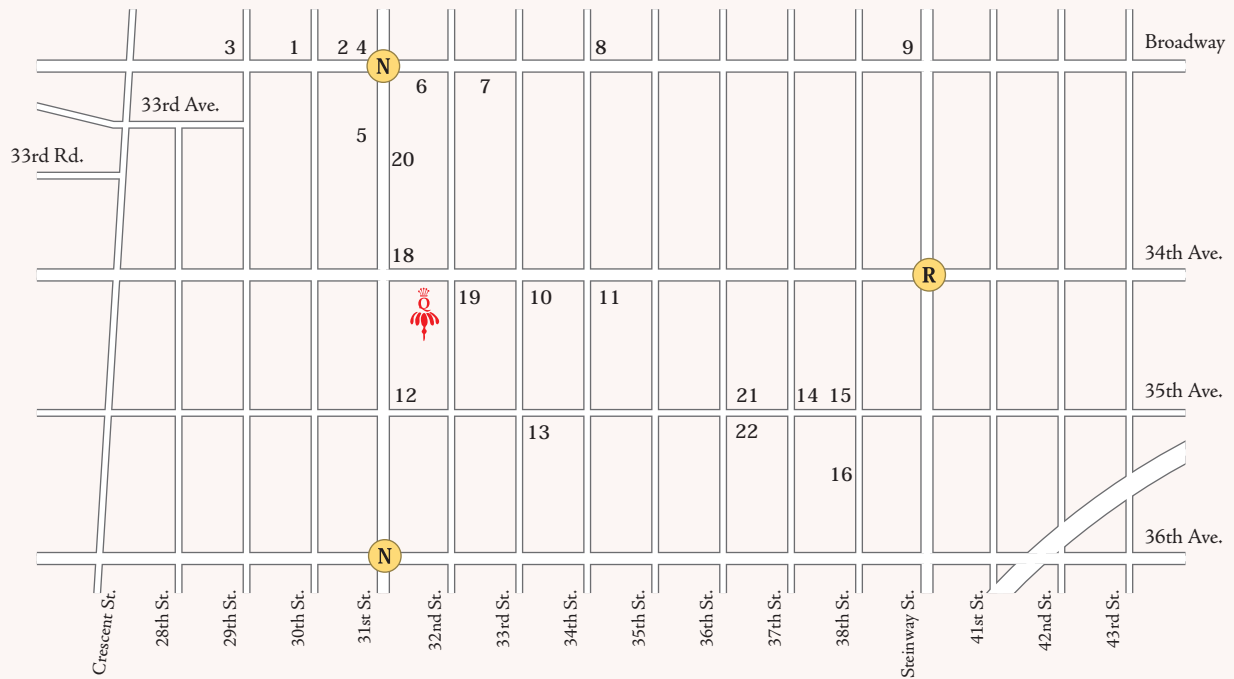 3 1 2 4 8 9 Broadway
N
6 7
33rd Ave.
5
33rd Rd. 20
18 34th Ave.
R
Q 19 10 11
12 21 14 15 35th Ave.
13 22
16
36th Ave.
N
Crescent St.
28th St.
29th St.
30th St.
31st St.
32nd St.
33rd St.
34th St.
35th St.
36th St.
37th St.
38th St.
Steinway St.
41st St.
42nd St.
43rd St.